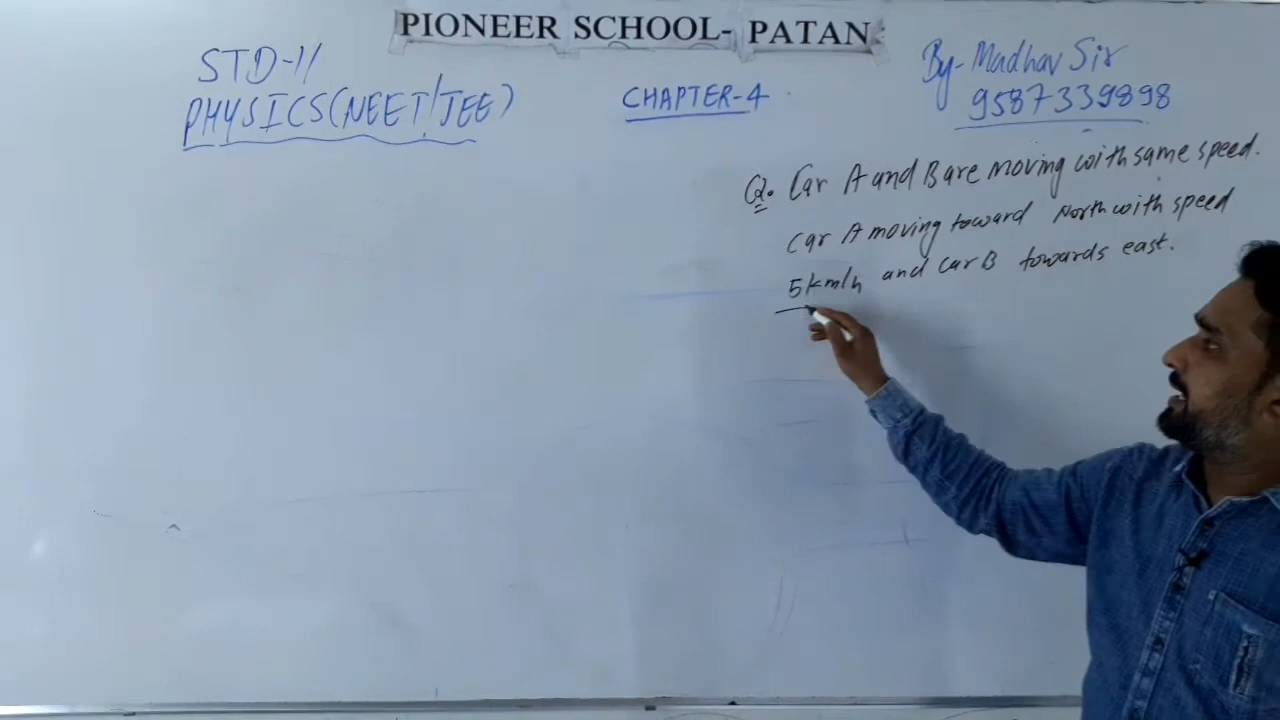 PIONEER SCHOOL- PATAN
STD-11
PHYSICS(NEET/JEE)
CHAPTER-4
By- Madhav Sir
9587339898
Q. Car A and B are moving with same speed.
Car A moving toward North with speed
5km/h and car B towards east.